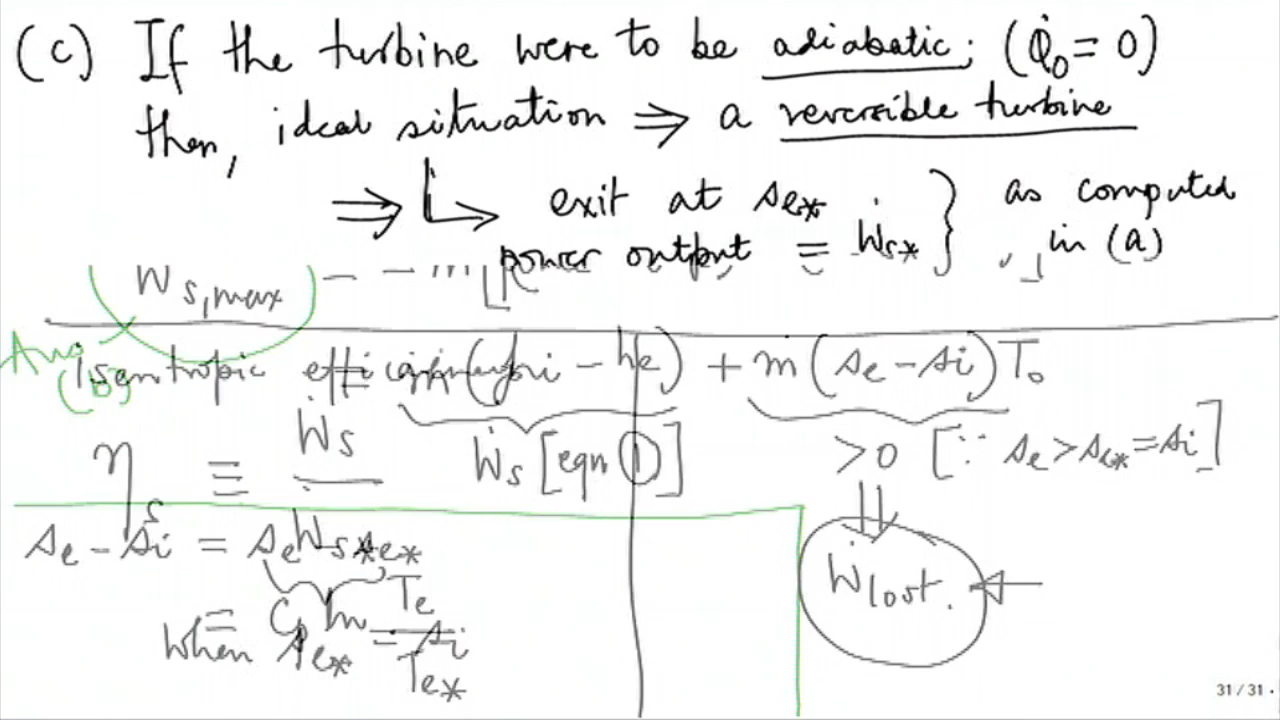 (c) If the turbine were to be adiabatic; (Q̇₀ = 0)
then, ideal situation ⇒ a reversible turbine
⇒ exit at se* } as computed
power output = Ẇs* } in (a)
Ẇs,max
Ans (b)
Isentropic efficiency (hi − he) + ṁ(se − si)T₀
Ẇs [eqn ①] > 0 [∵ se > se* = si]
ηs ≡ Ẇs
Ẇs*
se − si = se se*
= Cp ln Te
Te*
when se* = si
Ẇlost.
31 / 31